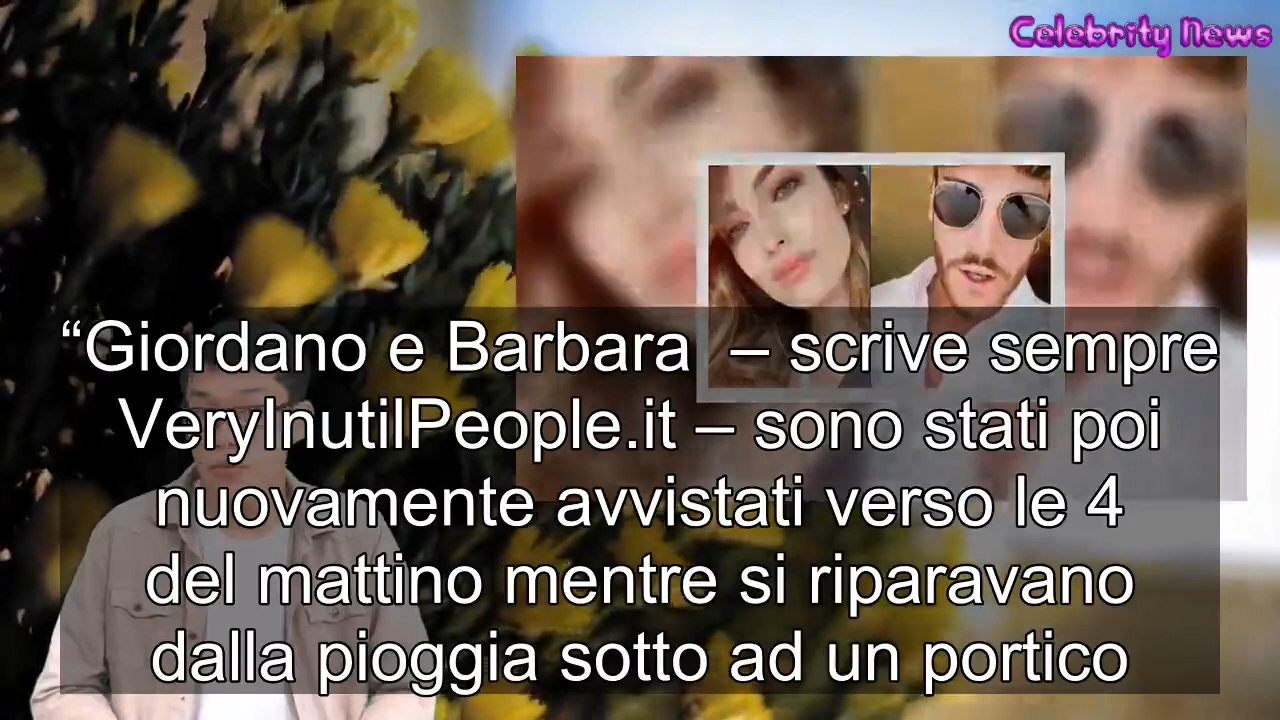 Celebrity News
“Giordano e Barbara – scrive sempre
VeryInutilPeople.it – sono stati poi
nuovamente avvistati verso le 4
del mattino mentre si riparavano
dalla pioggia sotto ad un portico